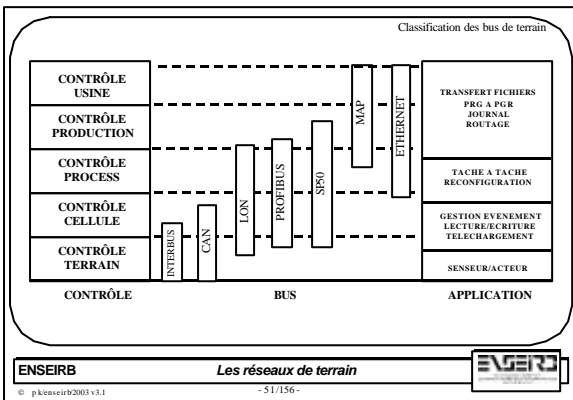 Classification des bus de terrain
CONTRÔLE
USINE
CONTRÔLE
PRODUCTION
CONTRÔLE
PROCESS
CONTRÔLE
CELLULE
CONTRÔLE
TERRAIN
INTERBUS
CAN
LON
PROFIBUS
SP50
MAP
ETHERNET
TRANSFERT FICHIERS
PRG A PGR
JOURNAL
ROUTAGE
TACHE A TACHE
RECONFIGURATION
GESTION EVENEMENT
LECTURE/ECRITURE
TELECHARGEMENT
SENSEUR/ACTEUR
CONTRÔLE
BUS
APPLICATION
ENSEIRB
Les réseaux de terrain
ENSEIRB
© pk/enseirb/2003 v3.1
- 51/156 -